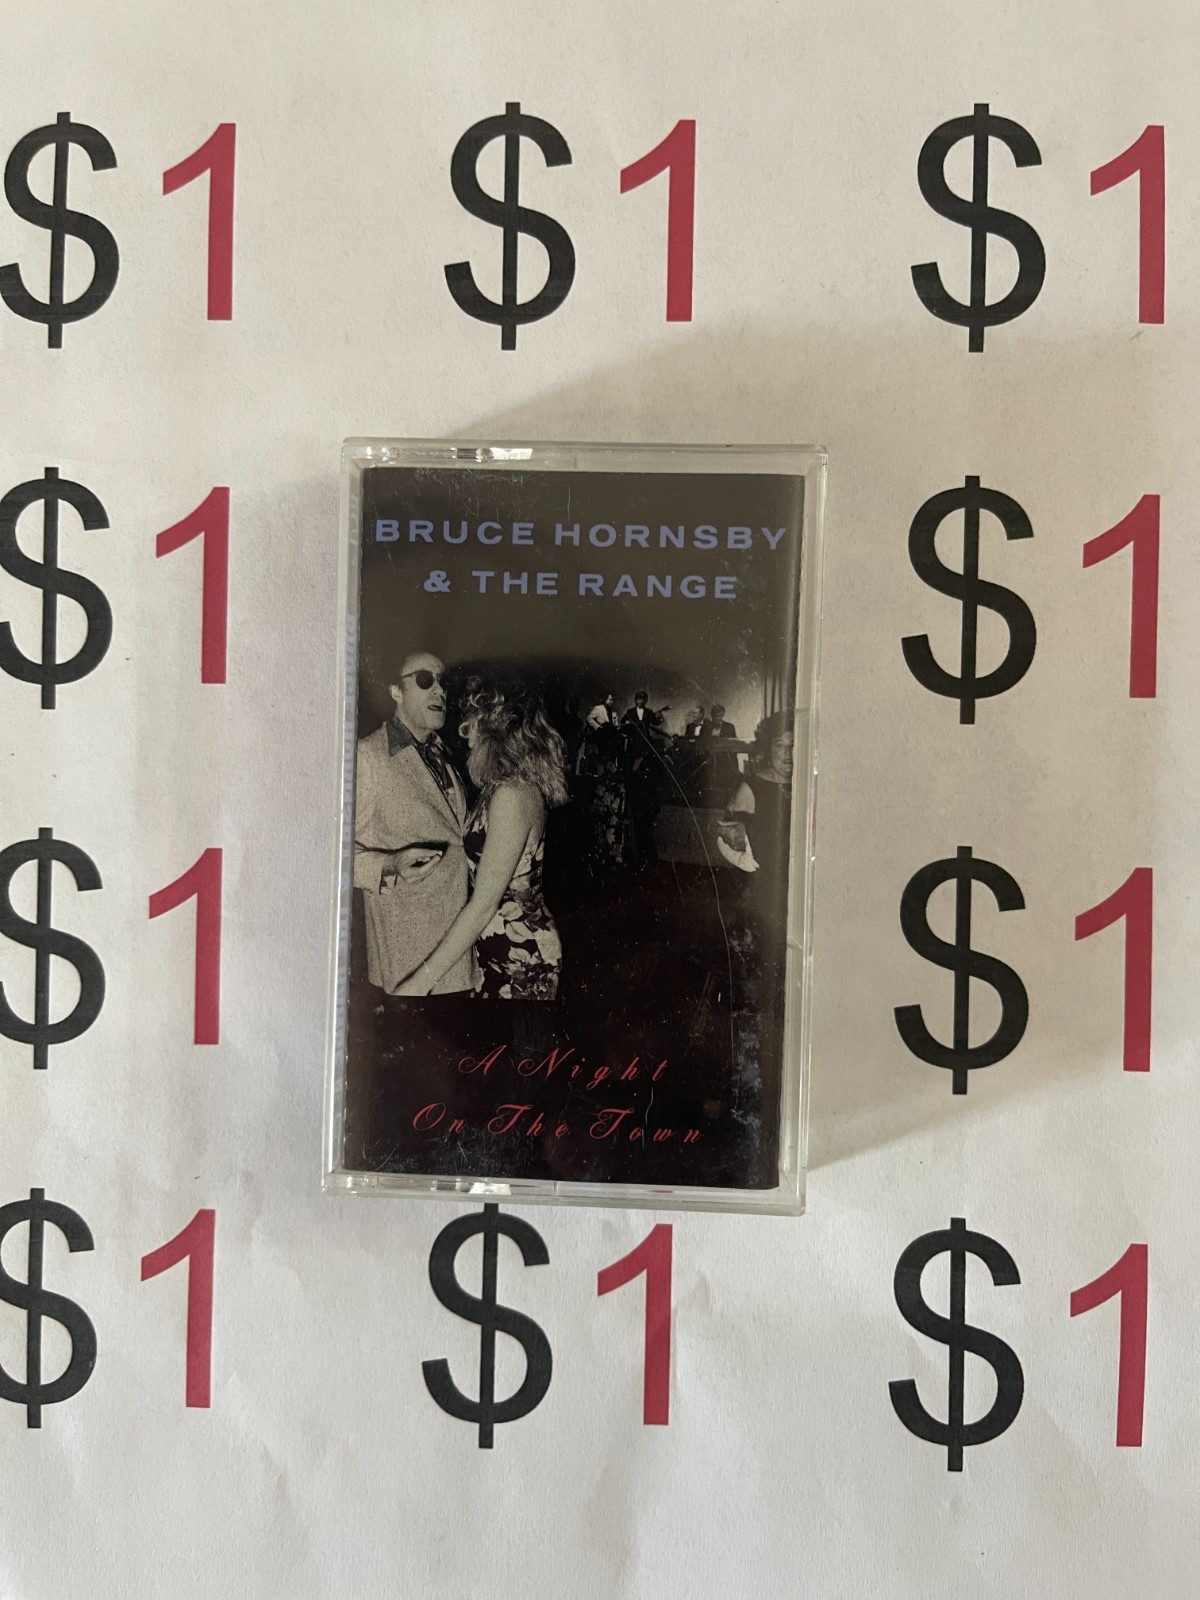 $1 $1 $1
$1 $1
BRUCE HORNSBY
& THE RANGE
$1 $1
A Night
On The Town
$1 $1 $1